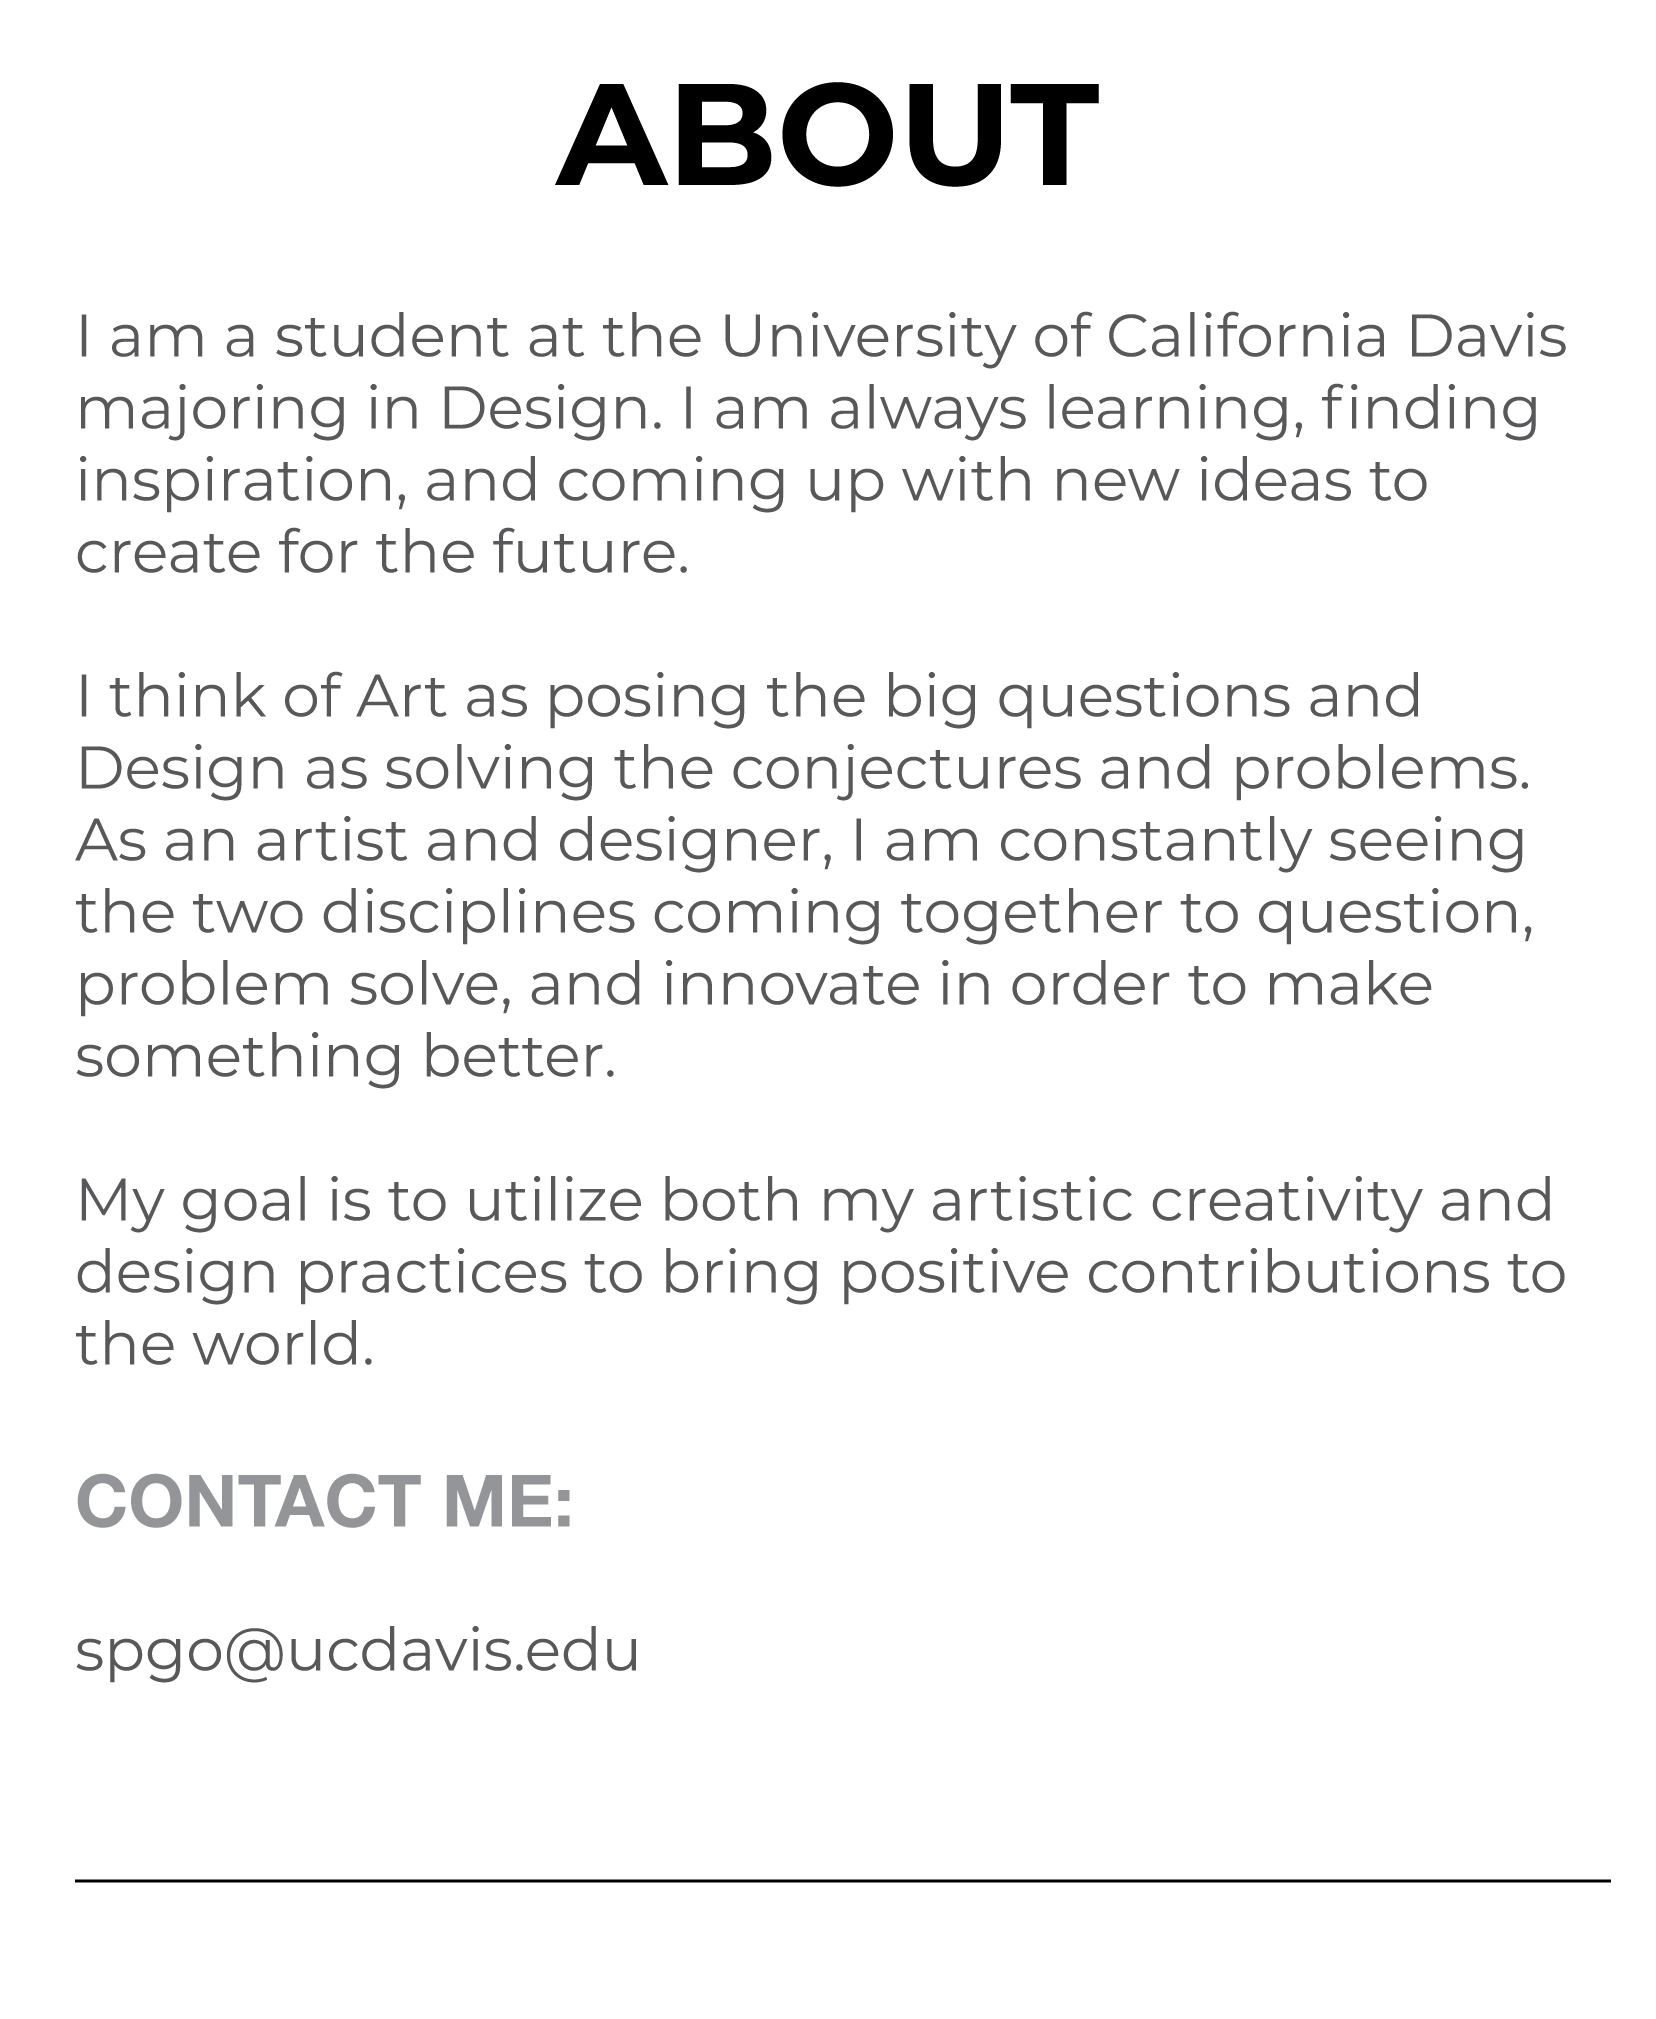 ABOUT
I am a student at the University of California Davis
majoring in Design. I am always learning, finding
inspiration, and coming up with new ideas to
create for the future.
I think of Art as posing the big questions and
Design as solving the conjectures and problems.
As an artist and designer, I am constantly seeing
the two disciplines coming together to question,
problem solve, and innovate in order to make
something better.
My goal is to utilize both my artistic creativity and
design practices to bring positive contributions to
the world.
CONTACT ME:
spgo@ucdavis.edu